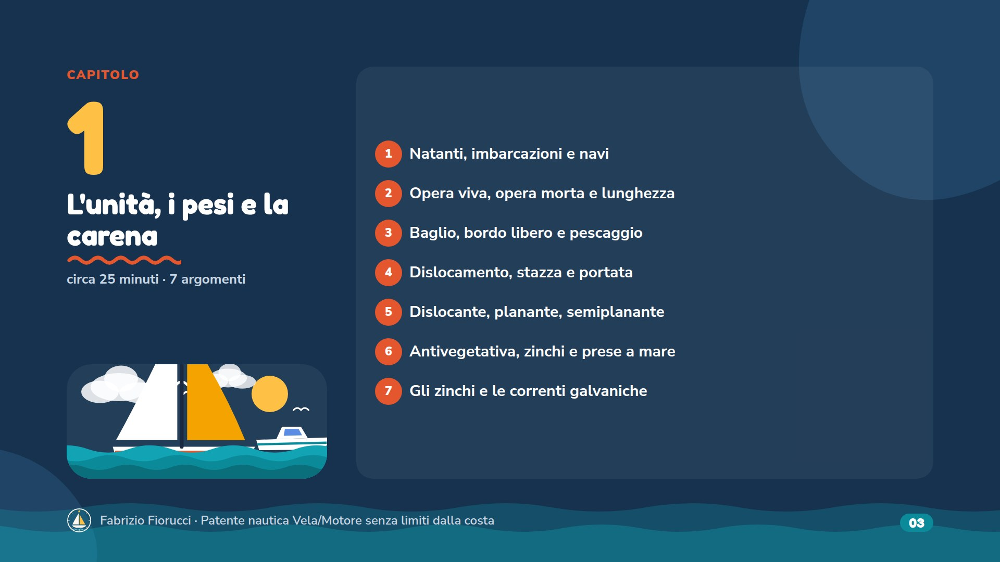 CAPITOLO
1
L'unità, i pesi e la
carena
circa 25 minuti · 7 argomenti
1 Natanti, imbarcazioni e navi
2 Opera viva, opera morta e lunghezza
3 Baglio, bordo libero e pescaggio
4 Dislocamento, stazza e portata
5 Dislocante, planante, semiplanante
6 Antivegetativa, zinchi e prese a mare
7 Gli zinchi e le correnti galvaniche
Fabrizio Fiorucci · Patente nautica Vela/Motore senza limiti dalla costa
03